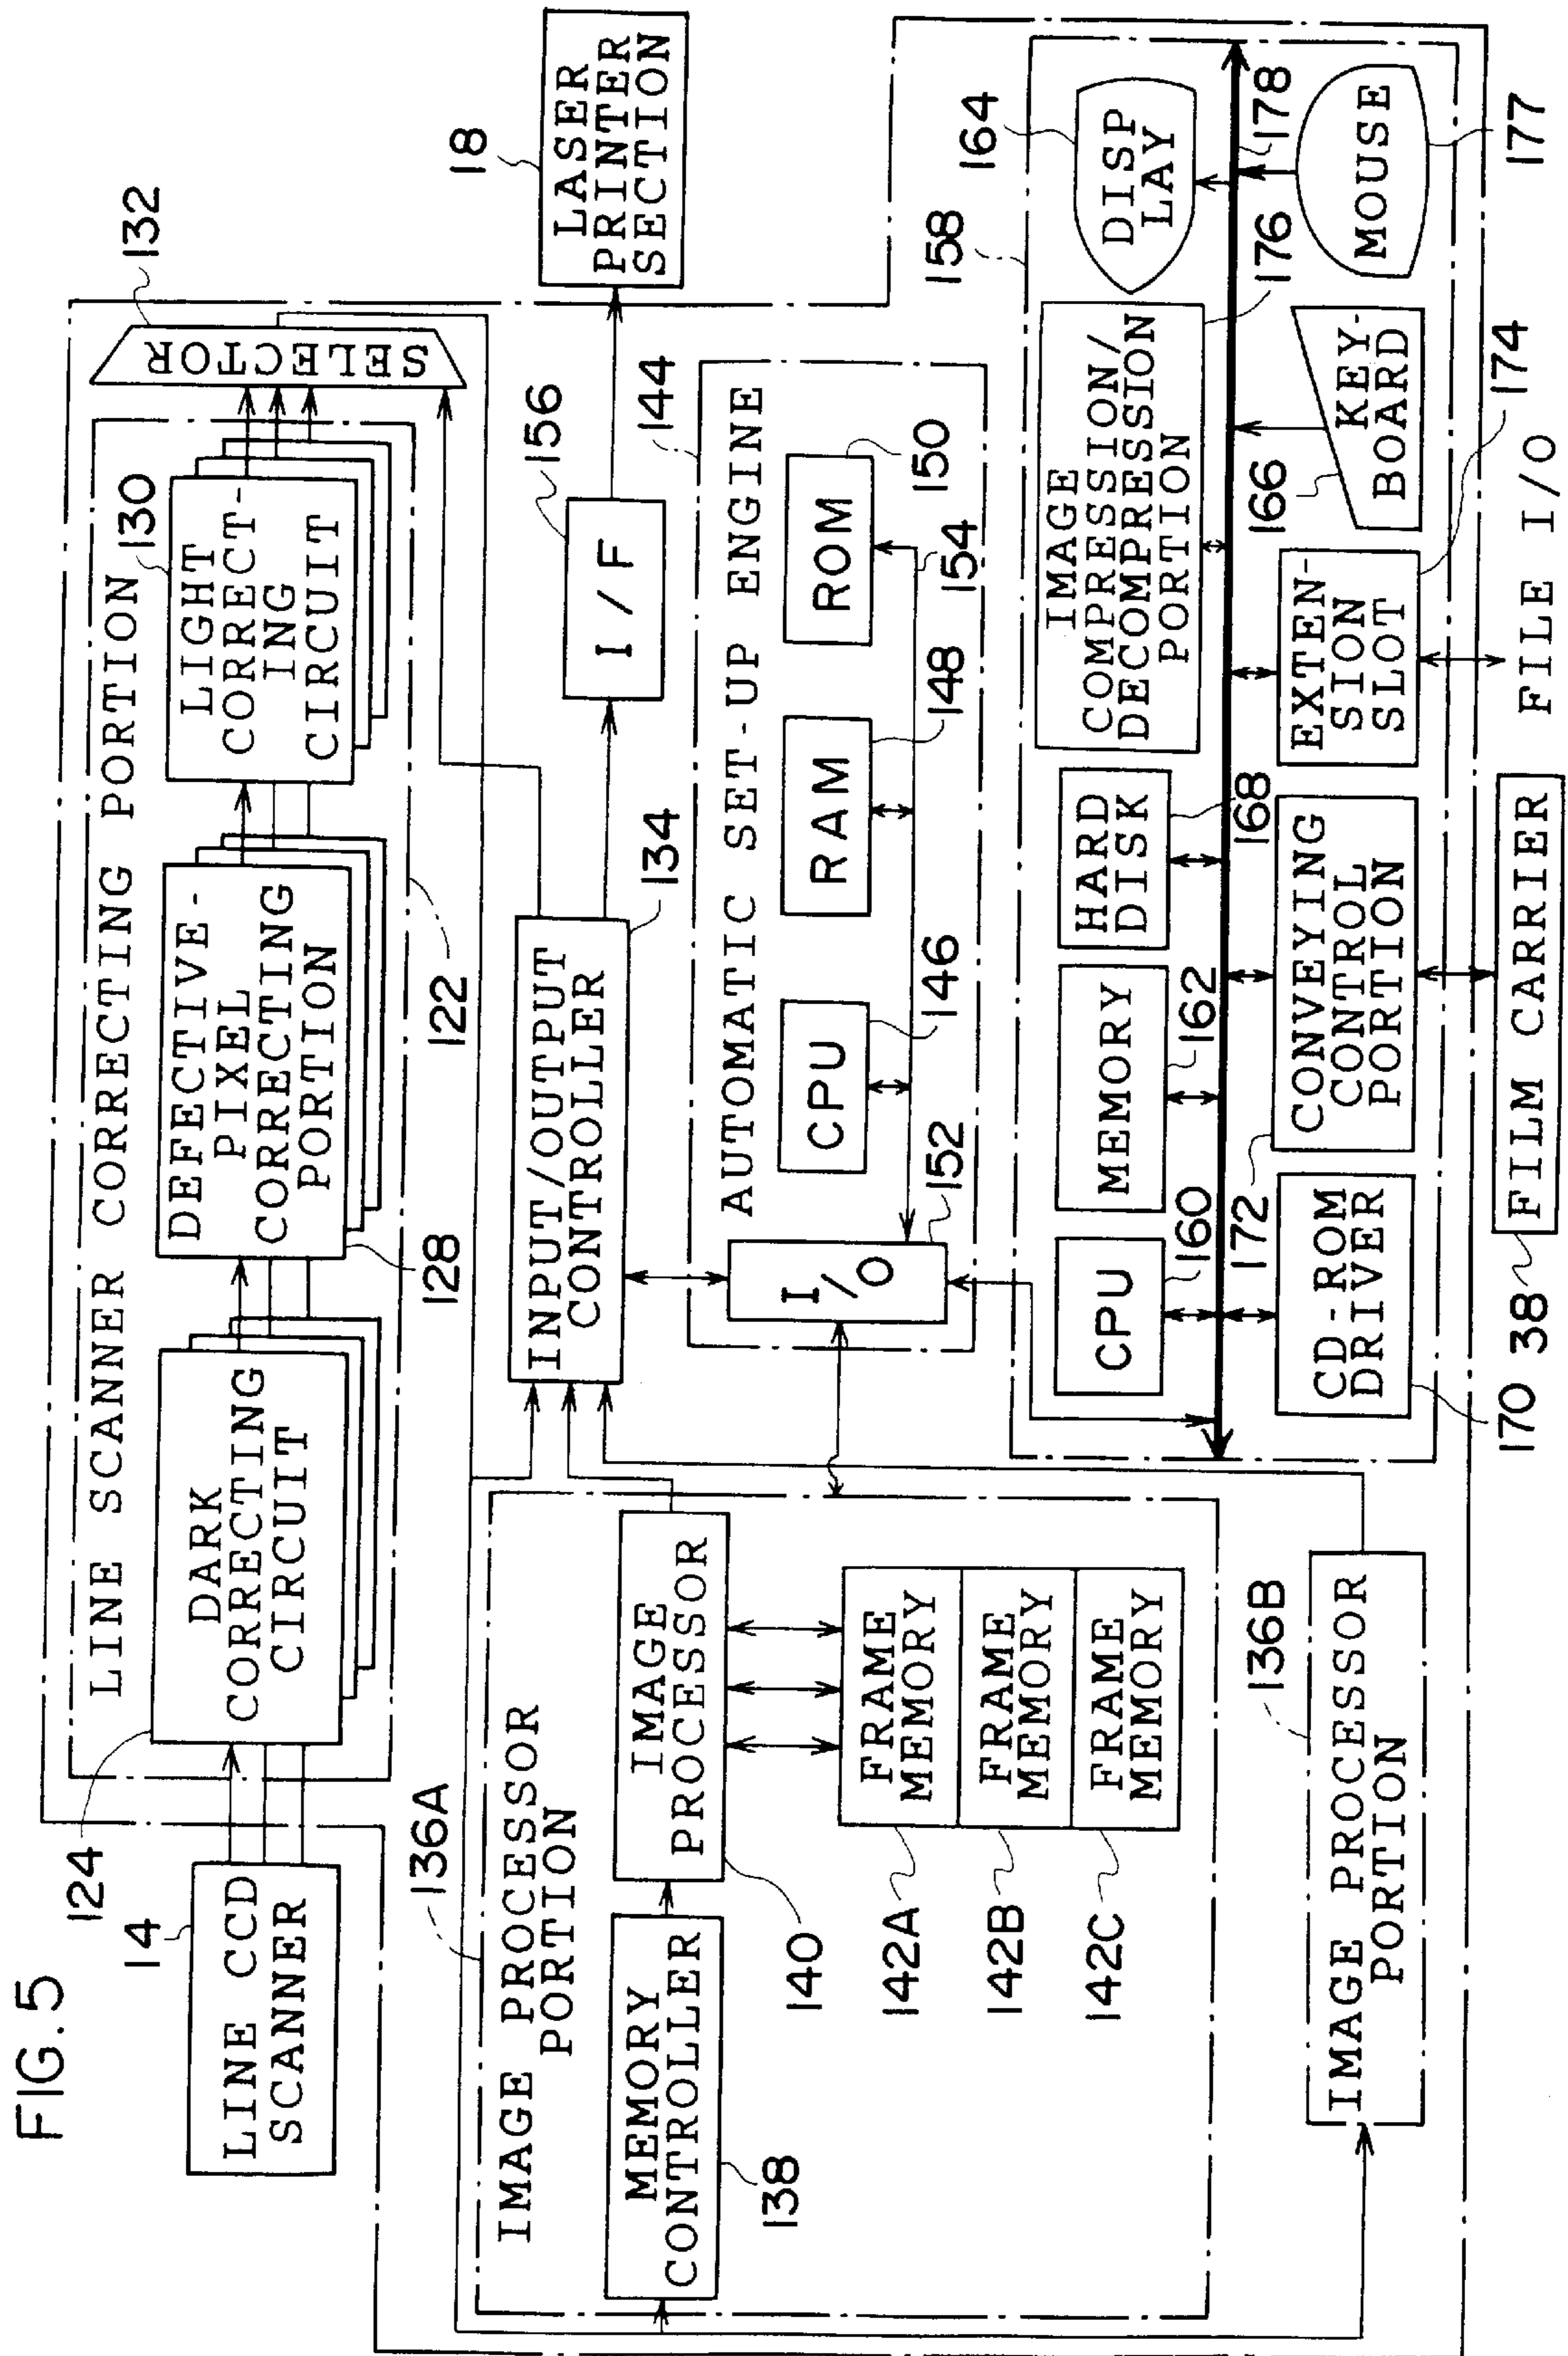 FIG. 5
14
LINE CCD
SCANNER
124
LINE SCANNER CORRECTING PORTION
DARK
CORRECTING
CIRCUIT
128
DEFECTIVE-
PIXEL
CORRECTING
PORTION
122
130
LIGHT
CORRECT-
ING
CIRCUIT
132
SELECTOR
18
LASER
PRINTER
SECTION
136A
IMAGE PROCESSOR
PORTION
MEMORY
CONTROLLER
138
IMAGE
PROCESSOR
140
FRAME
MEMORY
142A
FRAME
MEMORY
142B
FRAME
MEMORY
142C
136B
IMAGE PROCESSOR
PORTION
INPUT/OUTPUT
CONTROLLER
134
156
I/F
144
AUTOMATIC SET-UP ENGINE
I/O
152
CPU
146
RAM
148
ROM
150
154
158
CPU
160
MEMORY
162
HARD
DISK
168
IMAGE
COMPRESSION/
DECOMPRESSION
PORTION
176
164
DISP
LAY
178
CD-ROM
DRIVER
170
172
CONVEYING
CONTROL
PORTION
EXTEN-
SION
SLOT
174
166
KEY-
BOARD
MOUSE
177
38
FILM CARRIER
FILE I/O